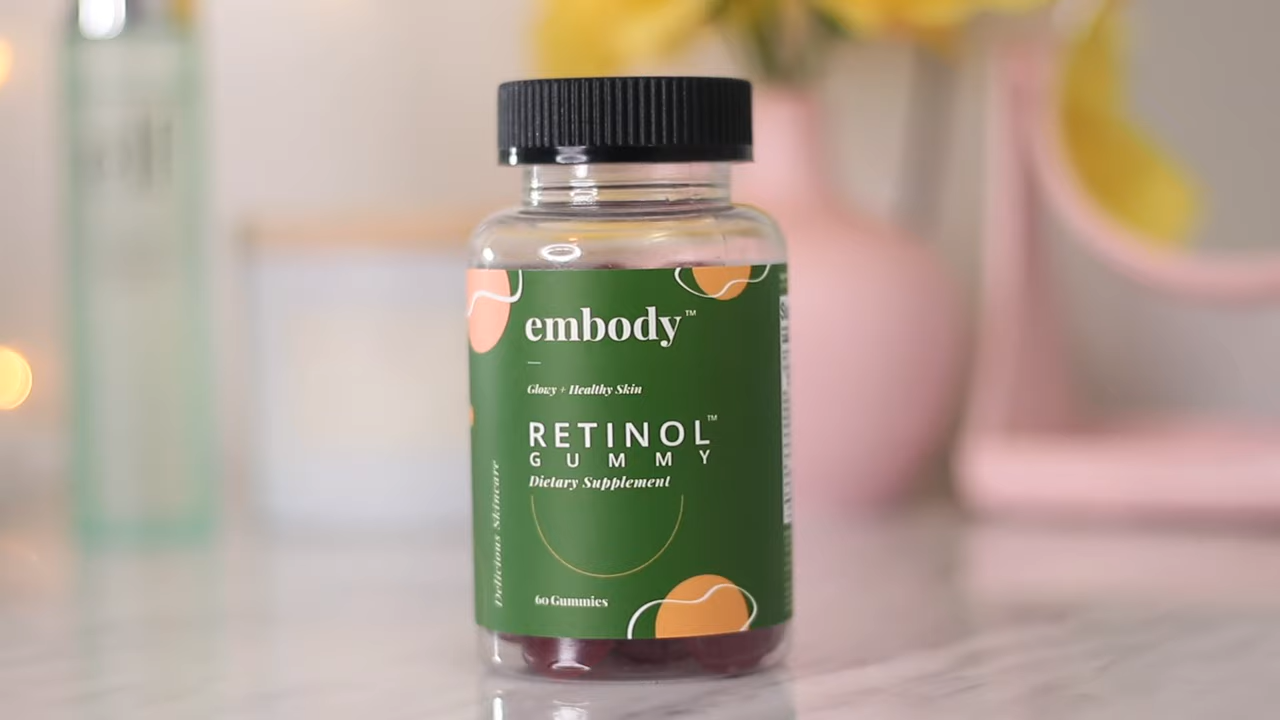 embody™
Glowy + Healthy Skin
RETINOL™
GUMMY
Dietary Supplement
Delicious Skincare
60 Gummies